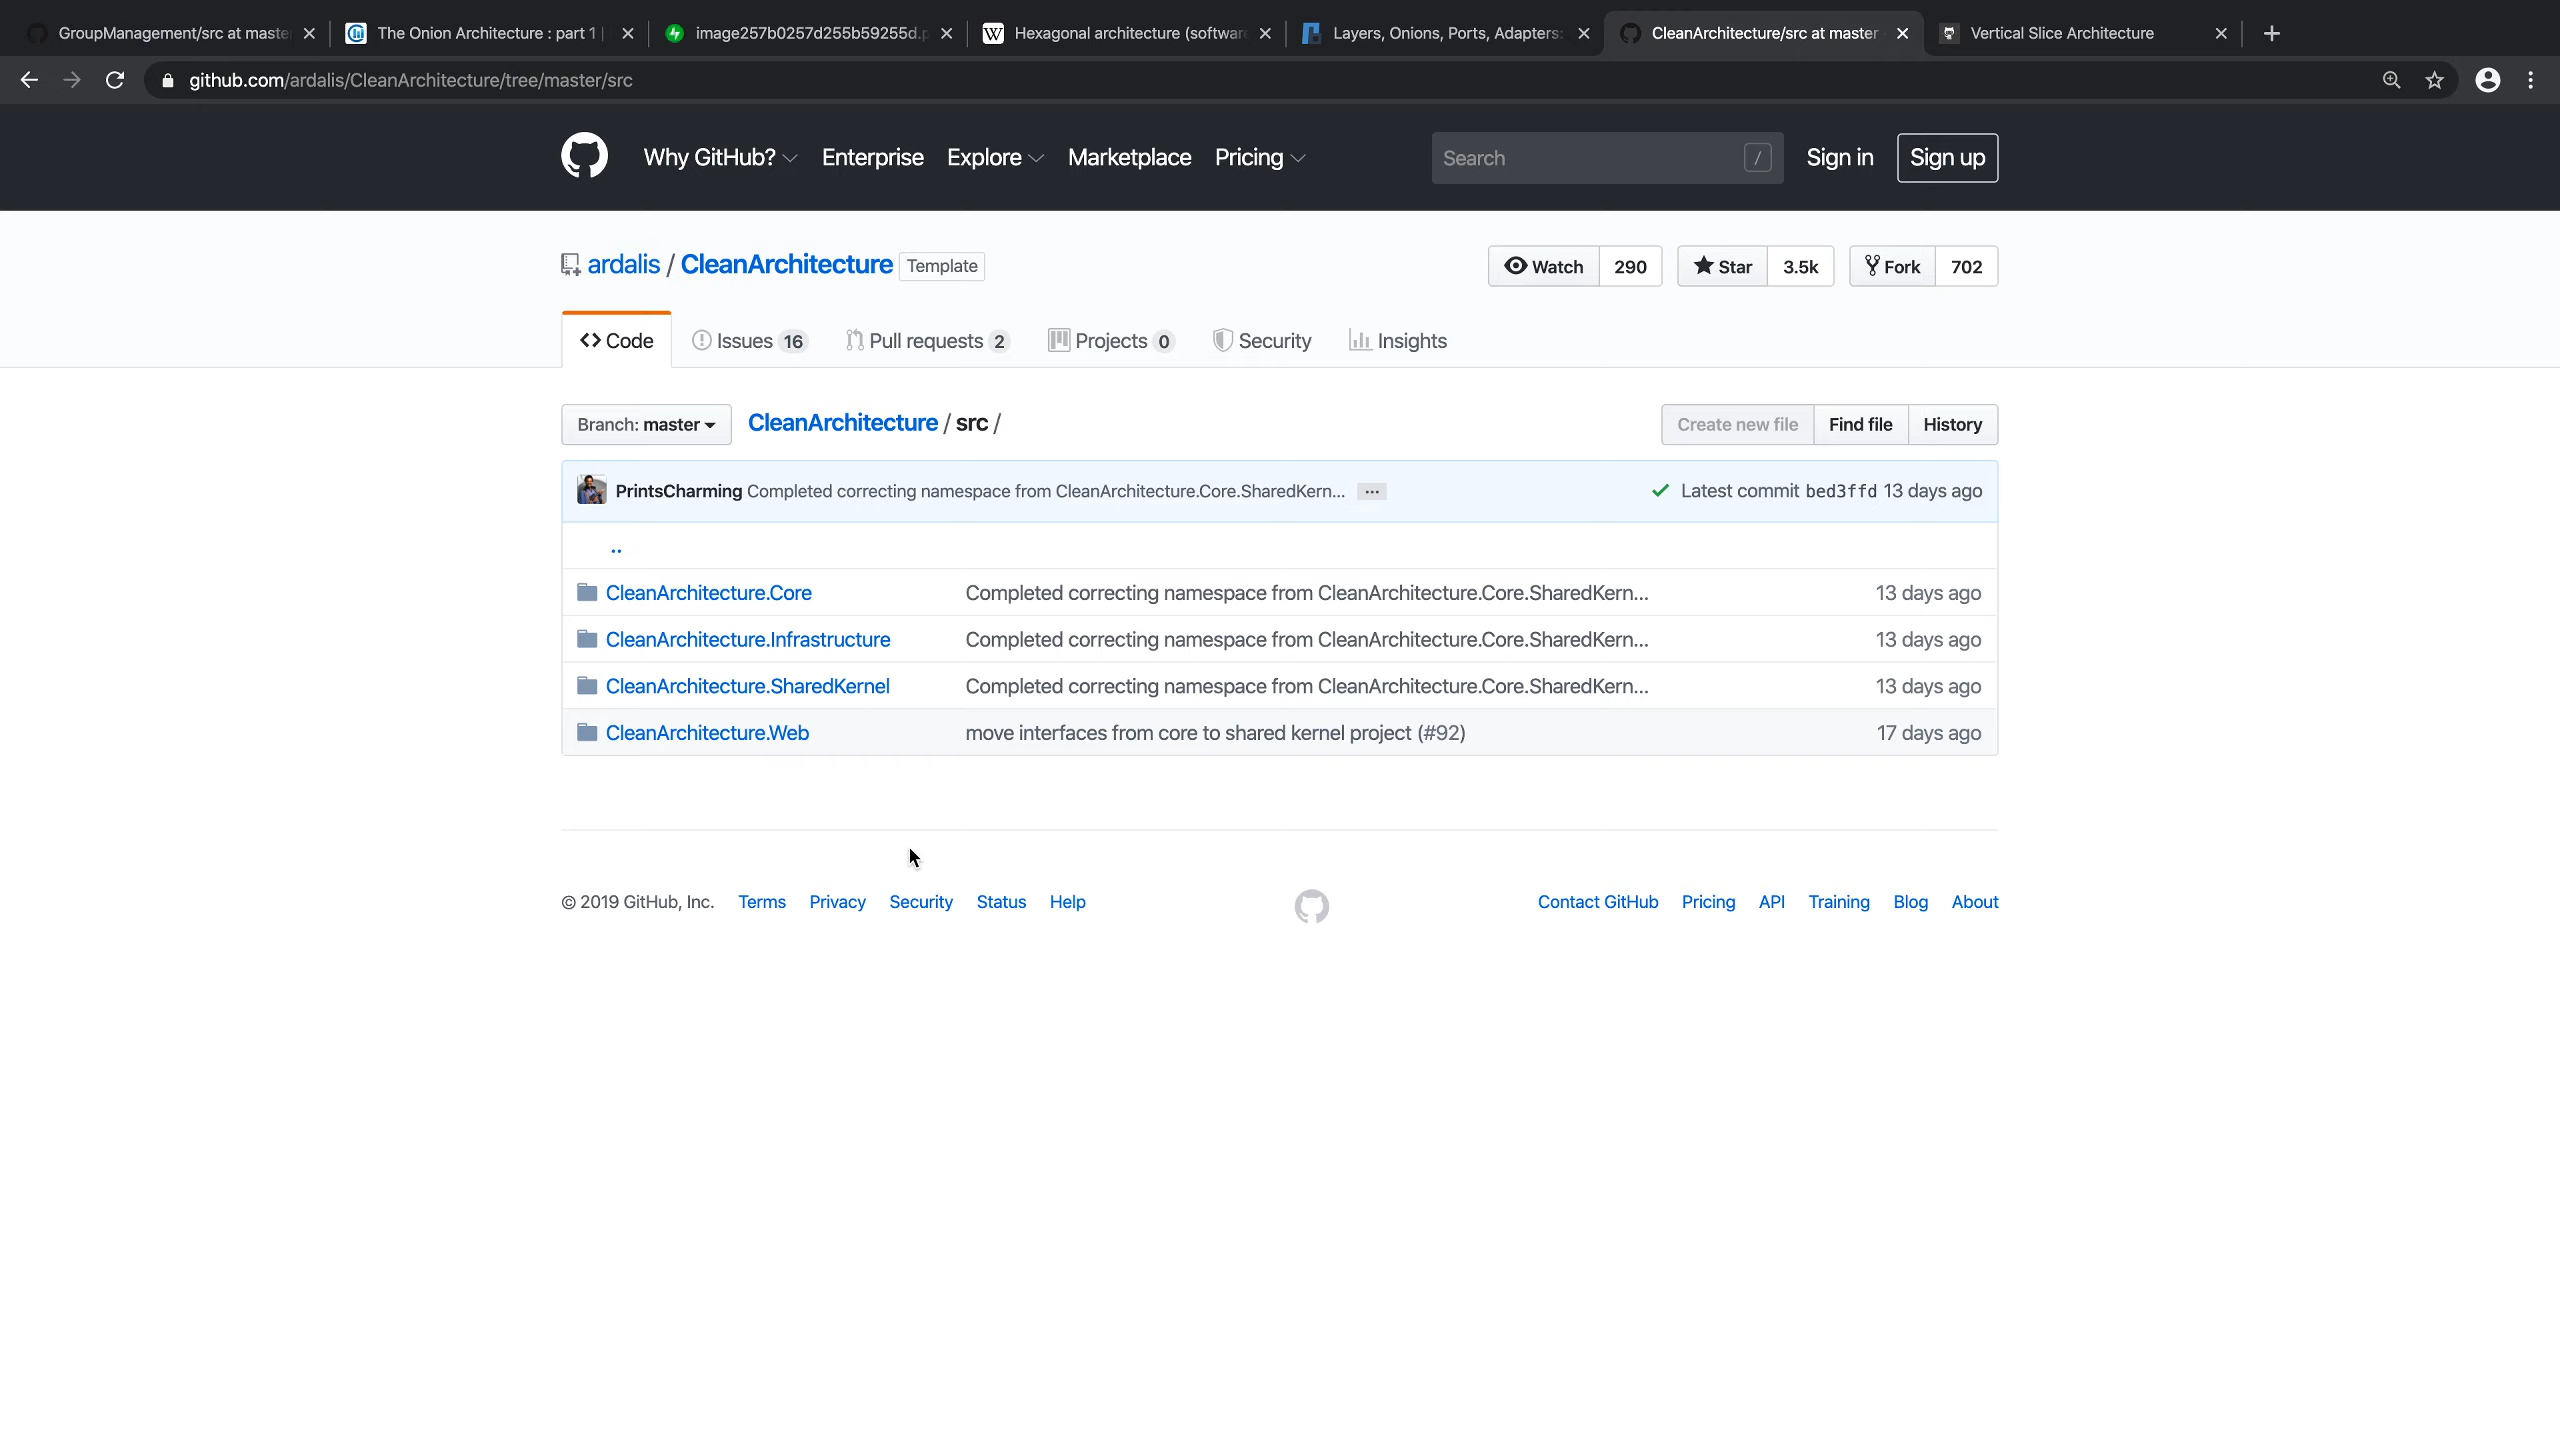 GroupManagement/src at maste
The Onion Architecture : part 1 |
image257b0257d255b59255d.p
Hexagonal architecture (software
Layers, Onions, Ports, Adapters:
CleanArchitecture/src at master
Vertical Slice Architecture
github.com/ardalis/CleanArchitecture/tree/master/src
Why GitHub? Enterprise Explore Marketplace Pricing Search / Sign in Sign up
ardalis / CleanArchitecture Template Watch 290 Star 3.5k Fork 702
Code Issues 16 Pull requests 2 Projects 0 Security Insights
Branch: master CleanArchitecture / src / Create new file Find file History
PrintsCharming Completed correcting namespace from CleanArchitecture.Core.SharedKern... ... Latest commit bed3ffd 13 days ago
..
CleanArchitecture.Core Completed correcting namespace from CleanArchitecture.Core.SharedKern... 13 days ago
CleanArchitecture.Infrastructure Completed correcting namespace from CleanArchitecture.Core.SharedKern... 13 days ago
CleanArchitecture.SharedKernel Completed correcting namespace from CleanArchitecture.Core.SharedKern... 13 days ago
CleanArchitecture.Web move interfaces from core to shared kernel project (#92) 17 days ago
© 2019 GitHub, Inc. Terms Privacy Security Status Help Contact GitHub Pricing API Training Blog About